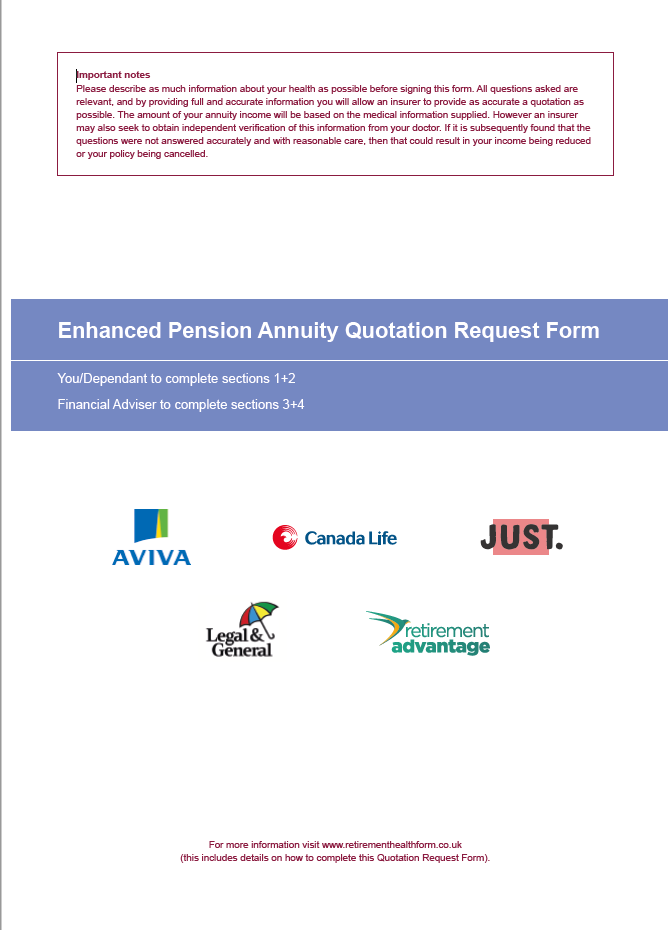 Important notes
Please describe as much information about your health as possible before signing this form. All questions asked are
relevant, and by providing full and accurate information you will allow an insurer to provide as accurate a quotation as
possible. The amount of your annuity income will be based on the medical information supplied. However an insurer
may also seek to obtain independent verification of this information from your doctor. If it is subsequently found that the
questions were not answered accurately and with reasonable care, then that could result in your income being reduced
or your policy being cancelled.
Enhanced Pension Annuity Quotation Request Form
You/Dependant to complete sections 1+2
Financial Adviser to complete sections 3+4
AVIVA
Canada Life
JUST.
Legal &
General
retirement
advantage
For more information visit www.retirementhealthform.co.uk
(this includes details on how to complete this Quotation Request Form).